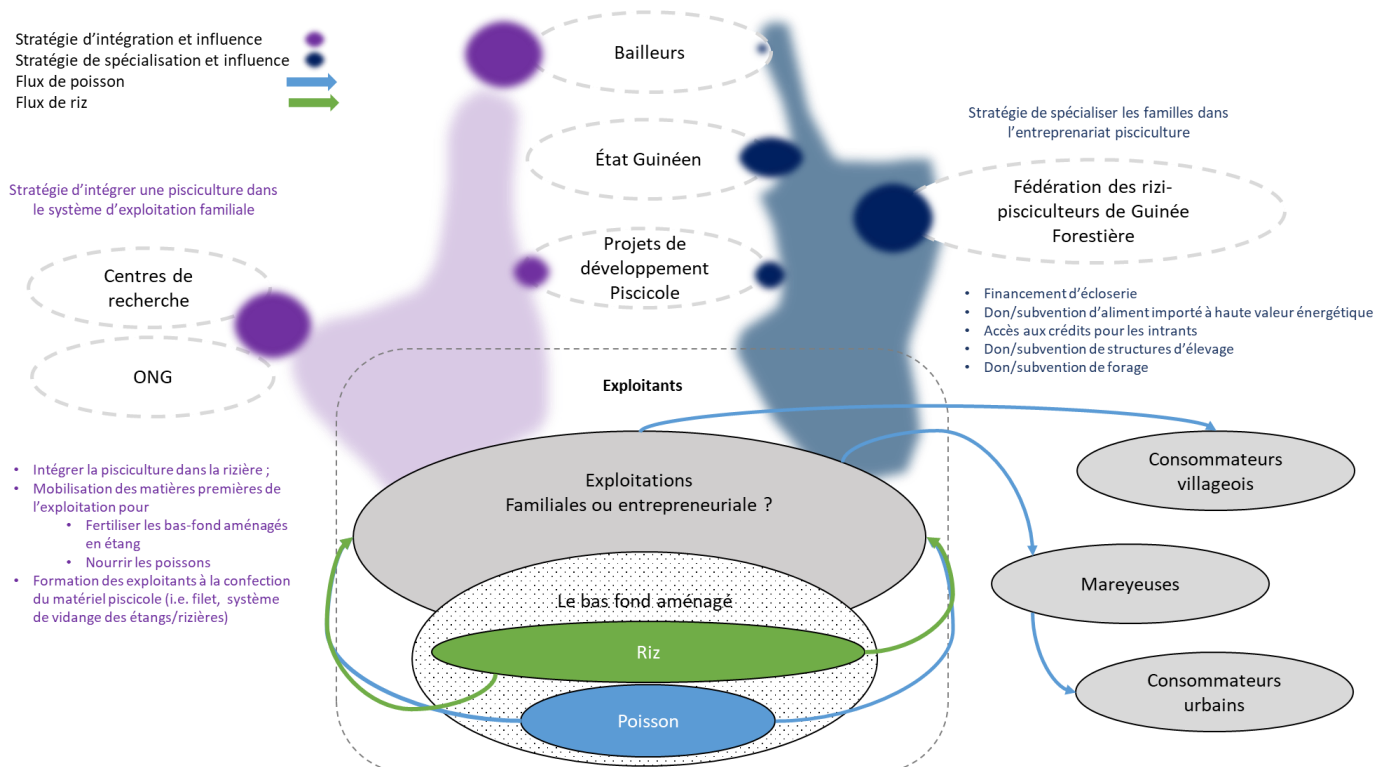 Stratégie d'intégration et influence
Stratégie de spécialisation et influence
Flux de poisson
Flux de riz
Bailleurs
État Guinéen
Projets de
développement
Piscicole
Stratégie de spécialiser les familles dans
l'entreprenariat pisciculture
Fédération des rizi-
pisciculteurs de Guinée
Forestière
Stratégie d'intégrer une pisciculture dans
le système d'exploitation familiale
Centres de
recherche
ONG
• Financement d'écloserie
• Don/subvention d'aliment importé à haute valeur énergétique
• Accès aux crédits pour les intrants
• Don/subvention de structures d'élevage
• Don/subvention de forage
Exploitants
Exploitations
Familiales ou entrepreneuriale ?
Le bas fond aménagé
Riz
Poisson
• Intégrer la pisciculture dans la rizière ;
• Mobilisation des matières premières de
l'exploitation pour
• Fertiliser les bas-fond aménagés
en étang
• Nourrir les poissons
• Formation des exploitants à la confection
du matériel piscicole (i.e. filet, système
de vidange des étangs/rizières)
Consommateurs
villageois
Mareyeuses
Consommateurs
urbains